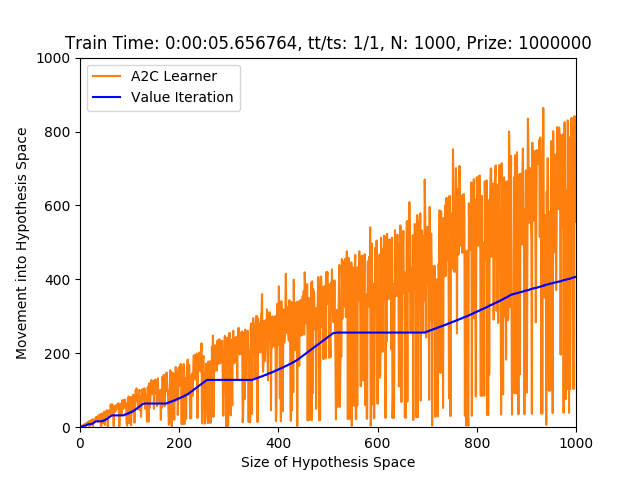 Train Time: 0:00:05.656764, tt/ts: 1/1, N: 1000, Prize: 1000000
A2C Learner
Value Iteration
Movement into Hypothesis Space
1000
800
600
400
200
0
0 200 400 600 800 1000
Size of Hypothesis Space